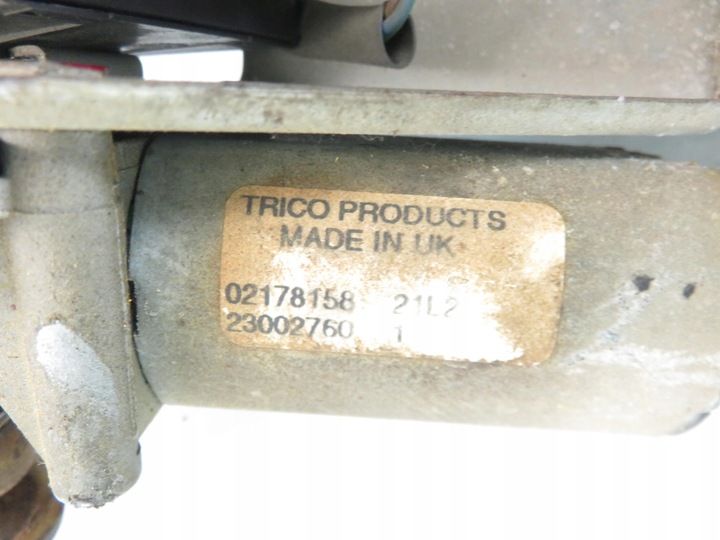 TRICO PRODUCTS
MADE IN UK
02178158 21L2
23002760 1